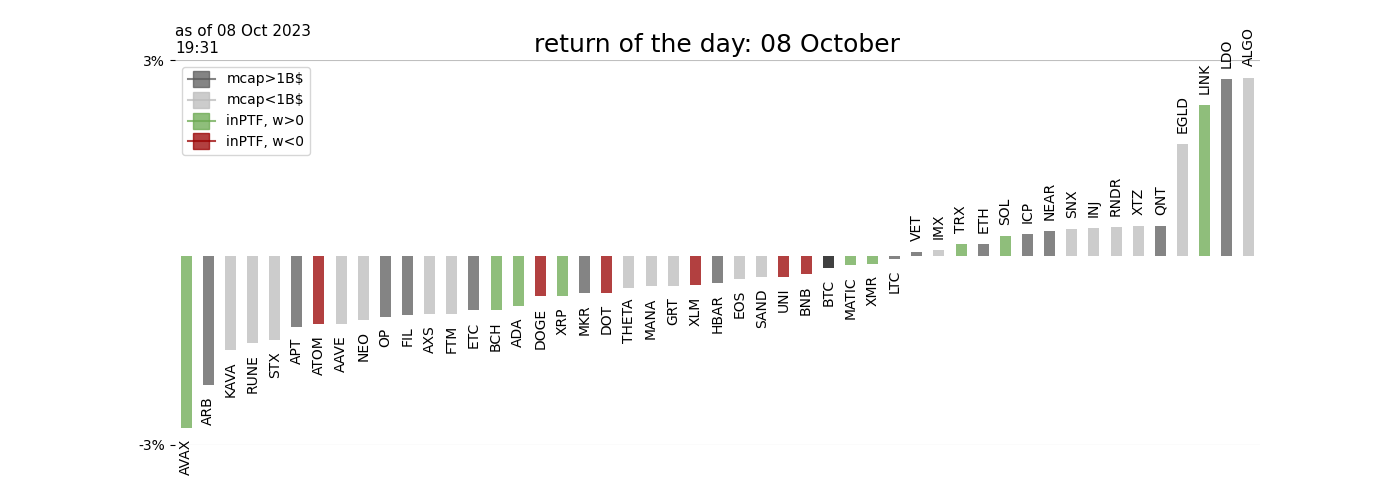 as of 08 Oct 2023
19:31
return of the day: 08 October
3%
mcap>1B$
mcap<1B$
inPTF, w>0
inPTF, w<0
-3%
AVAX
ARB
KAVA
RUNE
STX
APT
ATOM
AAVE
NEO
OP
FIL
AXS
FTM
ETC
BCH
ADA
DOGE
XRP
MKR
DOT
THETA
MANA
GRT
XLM
HBAR
EOS
SAND
UNI
BNB
BTC
MATIC
XMR
LTC
VET
IMX
TRX
ETH
SOL
ICP
NEAR
SNX
INJ
RNDR
XTZ
QNT
EGLD
LINK
LDO
ALGO